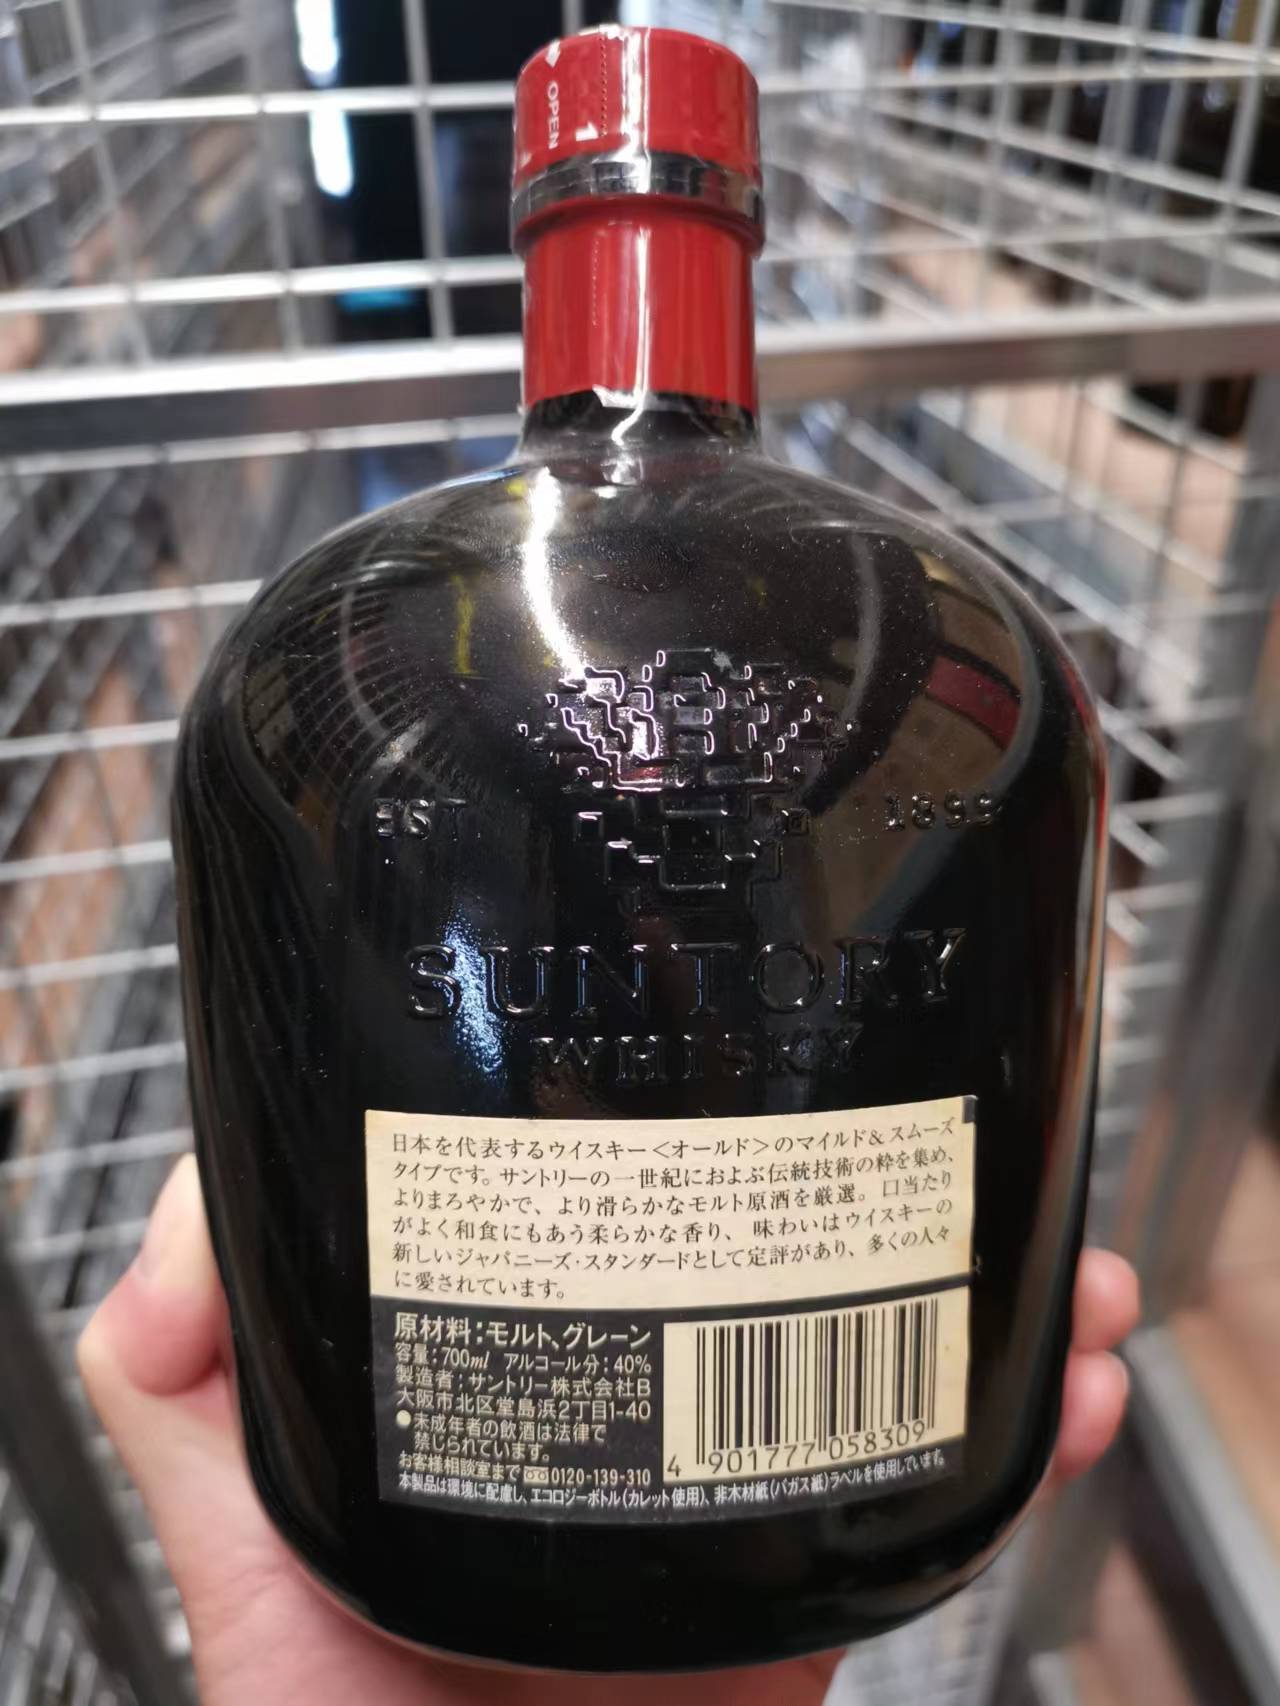 OPEN
EST 1899
SUNTORY
WHISKY
日本を代表するウイスキー<オールド>のマイルド&スムーズ
タイプです。サントリーの一世紀におよぶ伝統技術の粋を集め、
よりまろやかで、より滑らかなモルト原酒を厳選。口当たり
がよく和食にもあう柔らかな香り、味わいはウイスキーの
新しいジャパニーズ・スタンダードとして定評があり、多くの人々
に愛されています。
原材料:モルト、グレーン
容量:700ml アルコール分:40%
製造者:サントリー株式会社B
大阪市北区堂島浜2丁目1-40
●未成年者の飲酒は法律で
禁じられています。
お客様相談室まで 0120-139-310
4 901777 058309
本製品は環境に配慮し、エコロジーボトル(カレット使用)、非木材紙(バガス紙)ラベルを使用しています。